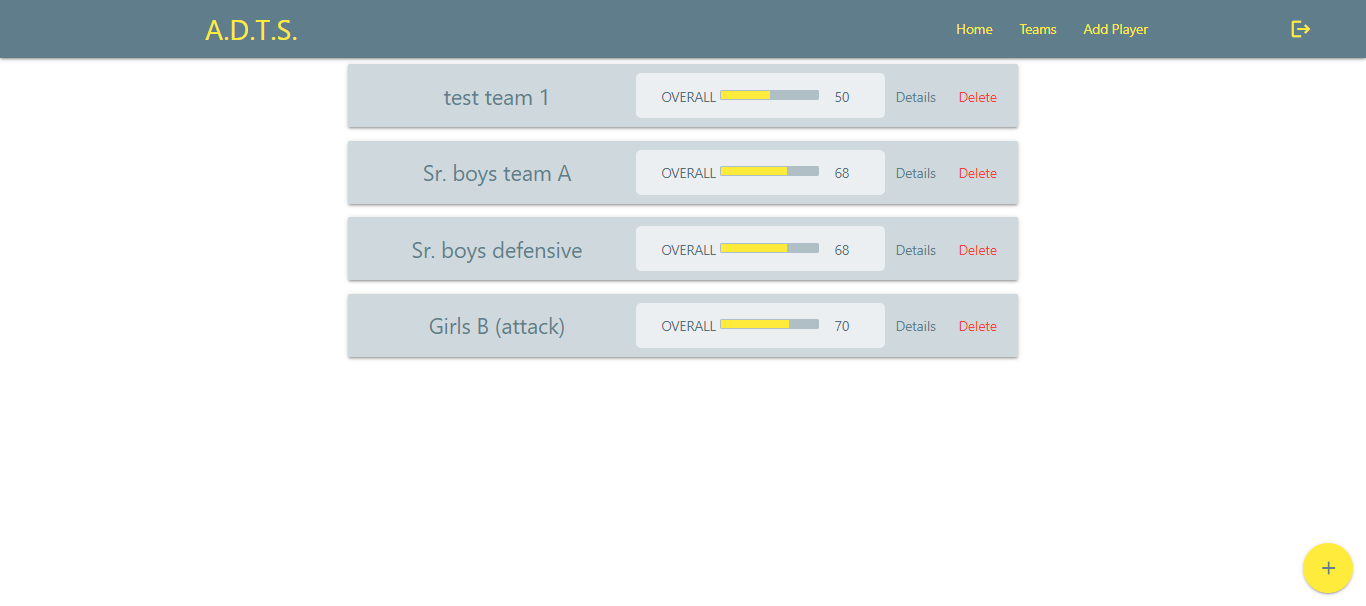 A.D.T.S. Home Teams Add Player
test team 1 OVERALL 50 Details Delete
Sr. boys team A OVERALL 68 Details Delete
Sr. boys defensive OVERALL 68 Details Delete
Girls B (attack) OVERALL 70 Details Delete
+